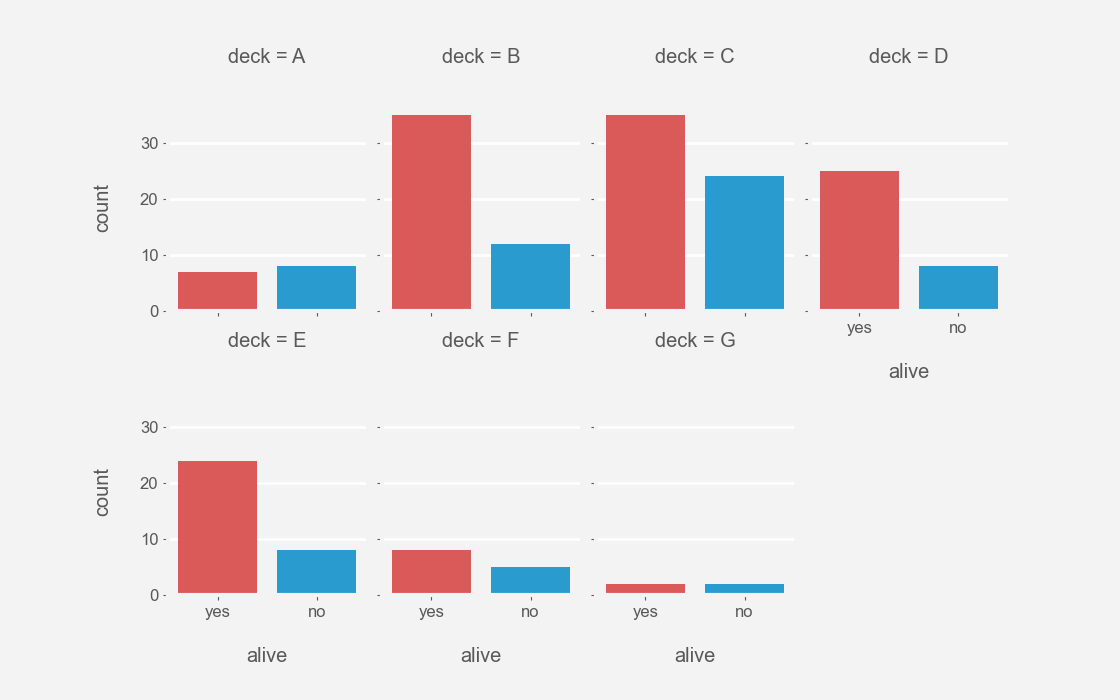 deck = A
deck = B
deck = C
deck = D
count
30
20
10
0
yes
no
alive
deck = E
deck = F
deck = G
count
30
20
10
0
yes
no
yes
no
yes
no
alive
alive
alive